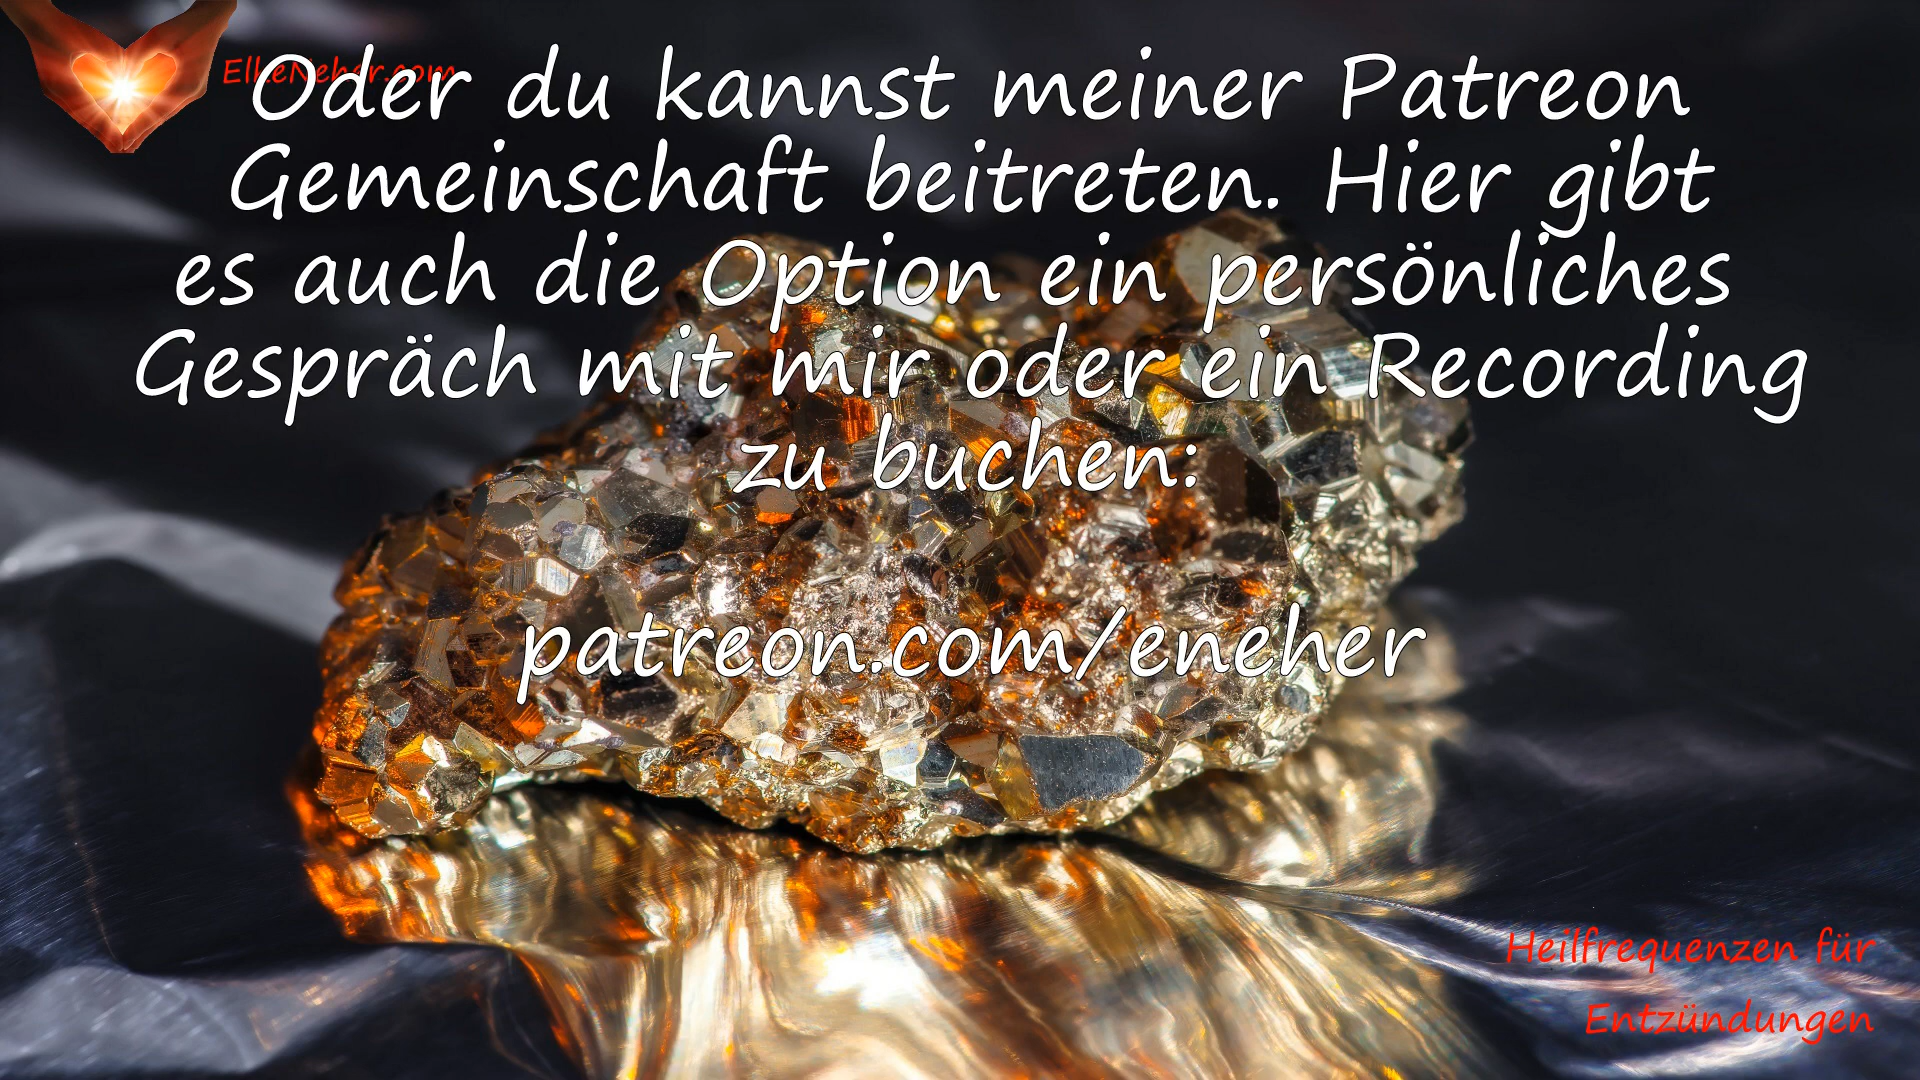 ElkeNeher.com
Oder du kannst meiner Patreon
Gemeinschaft beitreten. Hier gibt
es auch die Option ein persönliches
Gespräch mit mir oder ein Recording
zu buchen:
patreon.com/eneher
Heilfrequenzen für
Entzündungen